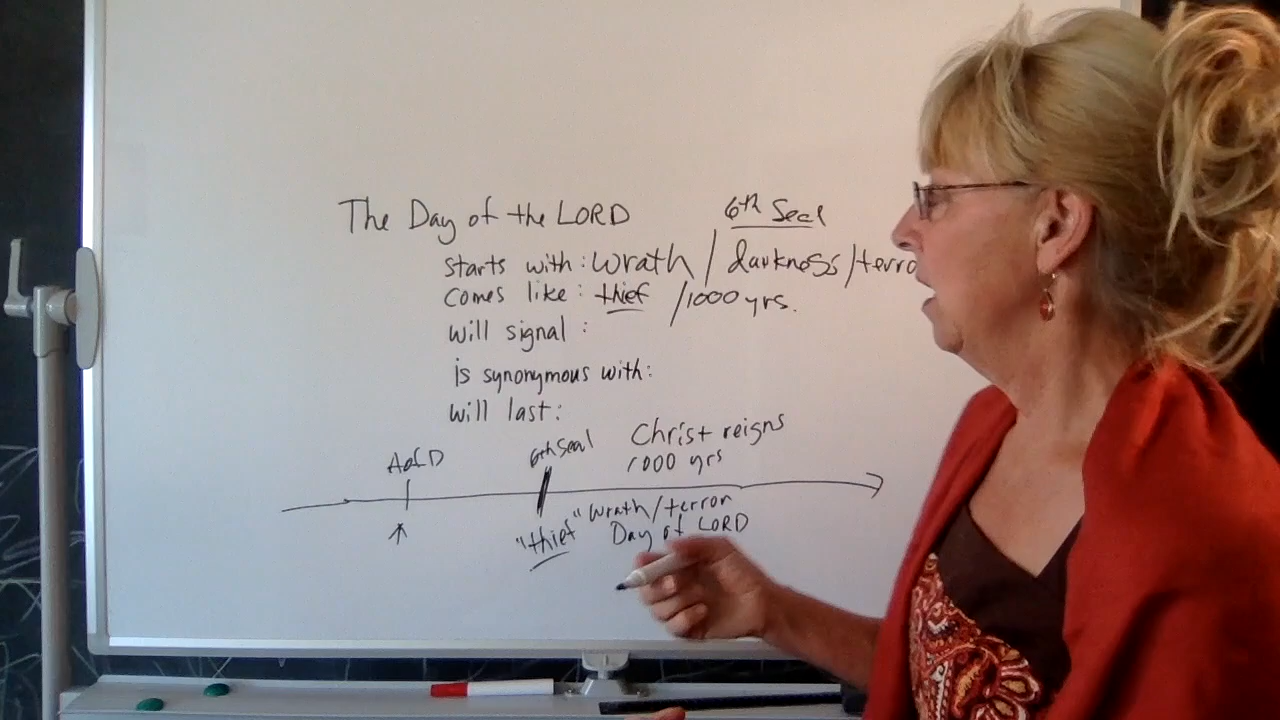 The Day of the LORD
6th Seal
starts with: wrath / darkness / terro
comes like: thief / 1000 yrs.
will signal :
is synonymous with:
will last:
AofD
6th Seal
Christ reigns
1000 yrs
"thief"
Wrath/terror
Day of LORD